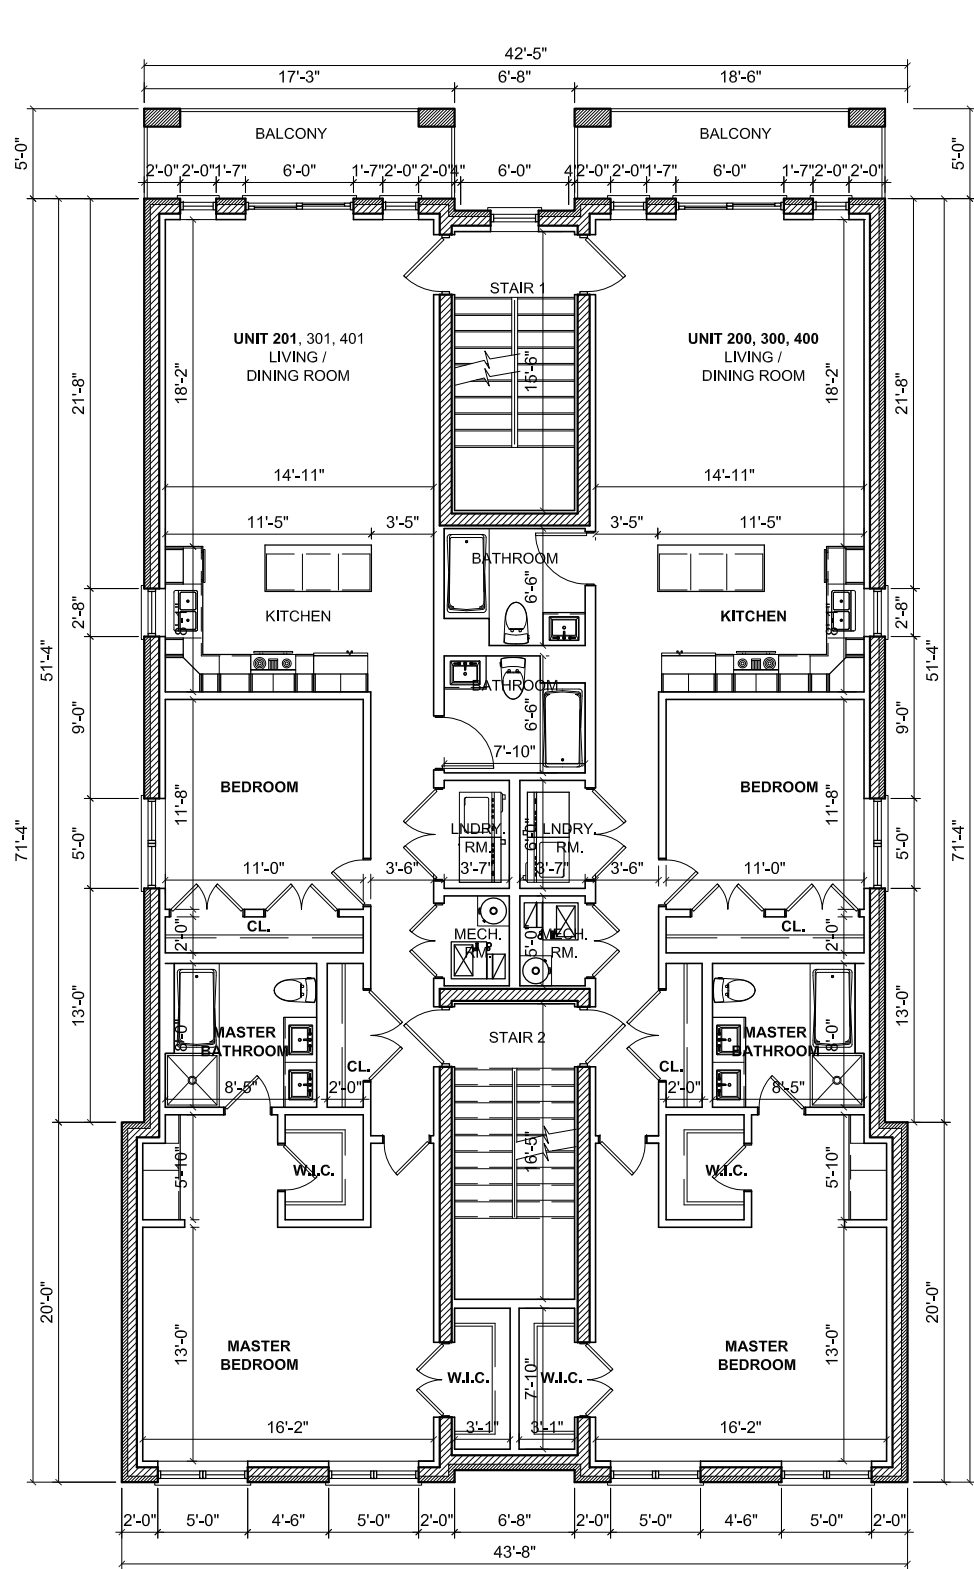 42'-5"
17'-3" 6'-8" 18'-6"
BALCONY BALCONY
5'-0" 5'-0"
2'-0" 2'-0" 1'-7" 6'-0" 1'-7" 2'-0" 2'-0" 4" 6'-0" 4" 2'-0" 2'-0" 1'-7" 6'-0" 1'-7" 2'-0" 2'-0"
STAIR 1
UNIT 201, 301, 401 UNIT 200, 300, 400
LIVING / LIVING /
DINING ROOM DINING ROOM
18'-2" 15'-6" 18'-2"
21'-8" 21'-8"
14'-11" 14'-11"
11'-5" 3'-5" 3'-5" 11'-5"
BATHROOM
6'-6"
2'-8" 2'-8"
KITCHEN KITCHEN
51'-4" 51'-4"
BATHROOM
6'-6"
9'-0" 9'-0"
7'-10"
BEDROOM BEDROOM
11'-8" 11'-8"
LNDRY. LNDRY.
RM. RM.
6'-0"
5'-0" 5'-0"
71'-4" 71'-4"
11'-0" 3'-6" 3'-7" 3'-7" 3'-6" 11'-0"
CL. CL.
2'-0" 2'-0"
MECH. MECH.
RM. RM.
5'-0"
13'-0" 13'-0"
MASTER MASTER
BATHROOM BATHROOM
8'-0" 8'-0"
STAIR 2
CL. CL.
8'-5" 2'-0" 2'-0" 8'-5"
5'-10" 16'-5" 5'-10"
W.I.C. W.I.C.
20'-0" 20'-0"
MASTER MASTER
BEDROOM BEDROOM
13'-0" 13'-0"
W.I.C. W.I.C.
7'-10"
16'-2" 3'-1" 3'-1" 16'-2"
2'-0" 5'-0" 4'-6" 5'-0" 2'-0" 6'-8" 2'-0" 5'-0" 4'-6" 5'-0" 2'-0"
43'-8"